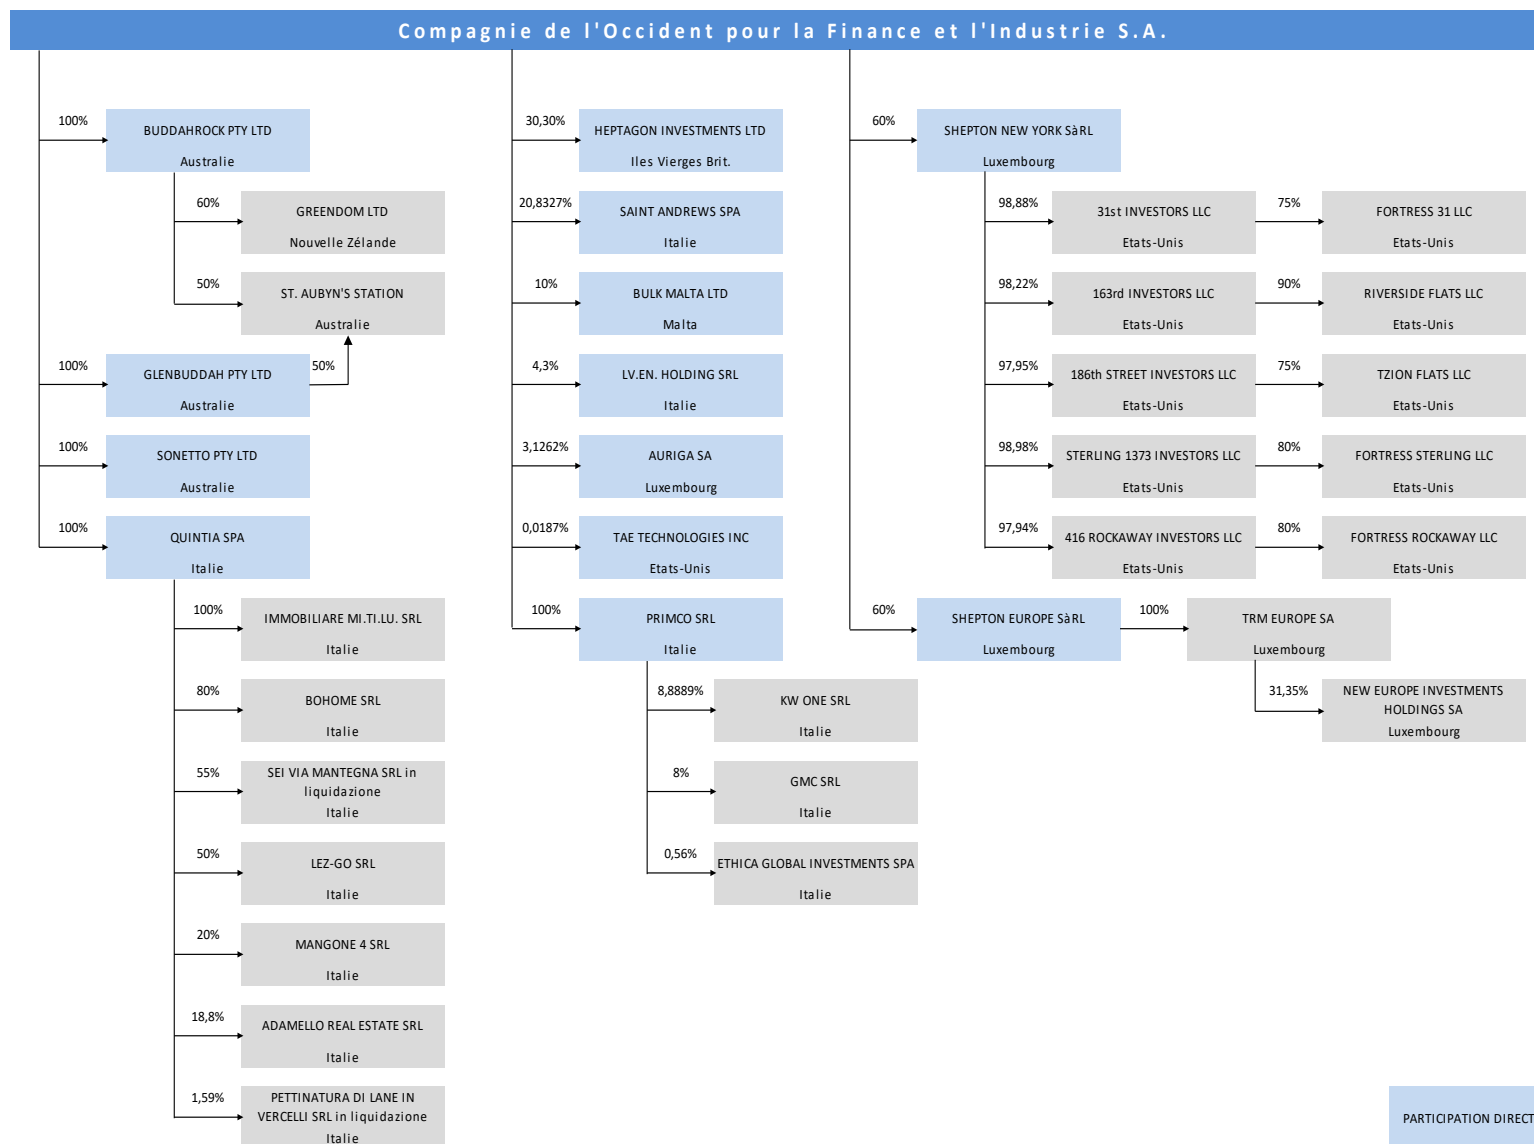 Compagnie de l'Occident pour la Finance et l'Industrie S.A.
100%
BUDDAHROCK PTY LTD
Australie
60%
GREENDOM LTD
Nouvelle Zélande
50%
ST. AUBYN'S STATION
Australie
100%
GLENBUDDAH PTY LTD
Australie
50%
100%
SONETTO PTY LTD
Australie
100%
QUINTIA SPA
Italie
100%
IMMOBILIARE MI.TI.LU. SRL
Italie
80%
BOHOME SRL
Italie
55%
SEI VIA MANTEGNA SRL in
liquidazione
Italie
50%
LEZ-GO SRL
Italie
20%
MANGONE 4 SRL
Italie
18,8%
ADAMELLO REAL ESTATE SRL
Italie
1,59%
PETTINATURA DI LANE IN
VERCELLI SRL in liquidazione
Italie
30,30%
HEPTAGON INVESTMENTS LTD
Iles Vierges Brit.
20,8327%
SAINT ANDREWS SPA
Italie
10%
BULK MALTA LTD
Malta
4,3%
LV.EN. HOLDING SRL
Italie
3,1262%
AURIGA SA
Luxembourg
0,0187%
TAE TECHNOLOGIES INC
Etats-Unis
100%
PRIMCO SRL
Italie
8,8889%
KW ONE SRL
Italie
8%
GMC SRL
Italie
0,56%
ETHICA GLOBAL INVESTMENTS SPA
Italie
60%
SHEPTON NEW YORK SàRL
Luxembourg
98,88%
31st INVESTORS LLC
Etats-Unis
75%
FORTRESS 31 LLC
Etats-Unis
98,22%
163rd INVESTORS LLC
Etats-Unis
90%
RIVERSIDE FLATS LLC
Etats-Unis
97,95%
186th STREET INVESTORS LLC
Etats-Unis
75%
TZION FLATS LLC
Etats-Unis
98,98%
STERLING 1373 INVESTORS LLC
Etats-Unis
80%
FORTRESS STERLING LLC
Etats-Unis
97,94%
416 ROCKAWAY INVESTORS LLC
Etats-Unis
80%
FORTRESS ROCKAWAY LLC
Etats-Unis
60%
SHEPTON EUROPE SàRL
Luxembourg
100%
TRM EUROPE SA
Luxembourg
31,35%
NEW EUROPE INVESTMENTS
HOLDINGS SA
Luxembourg
PARTICIPATION DIRECT